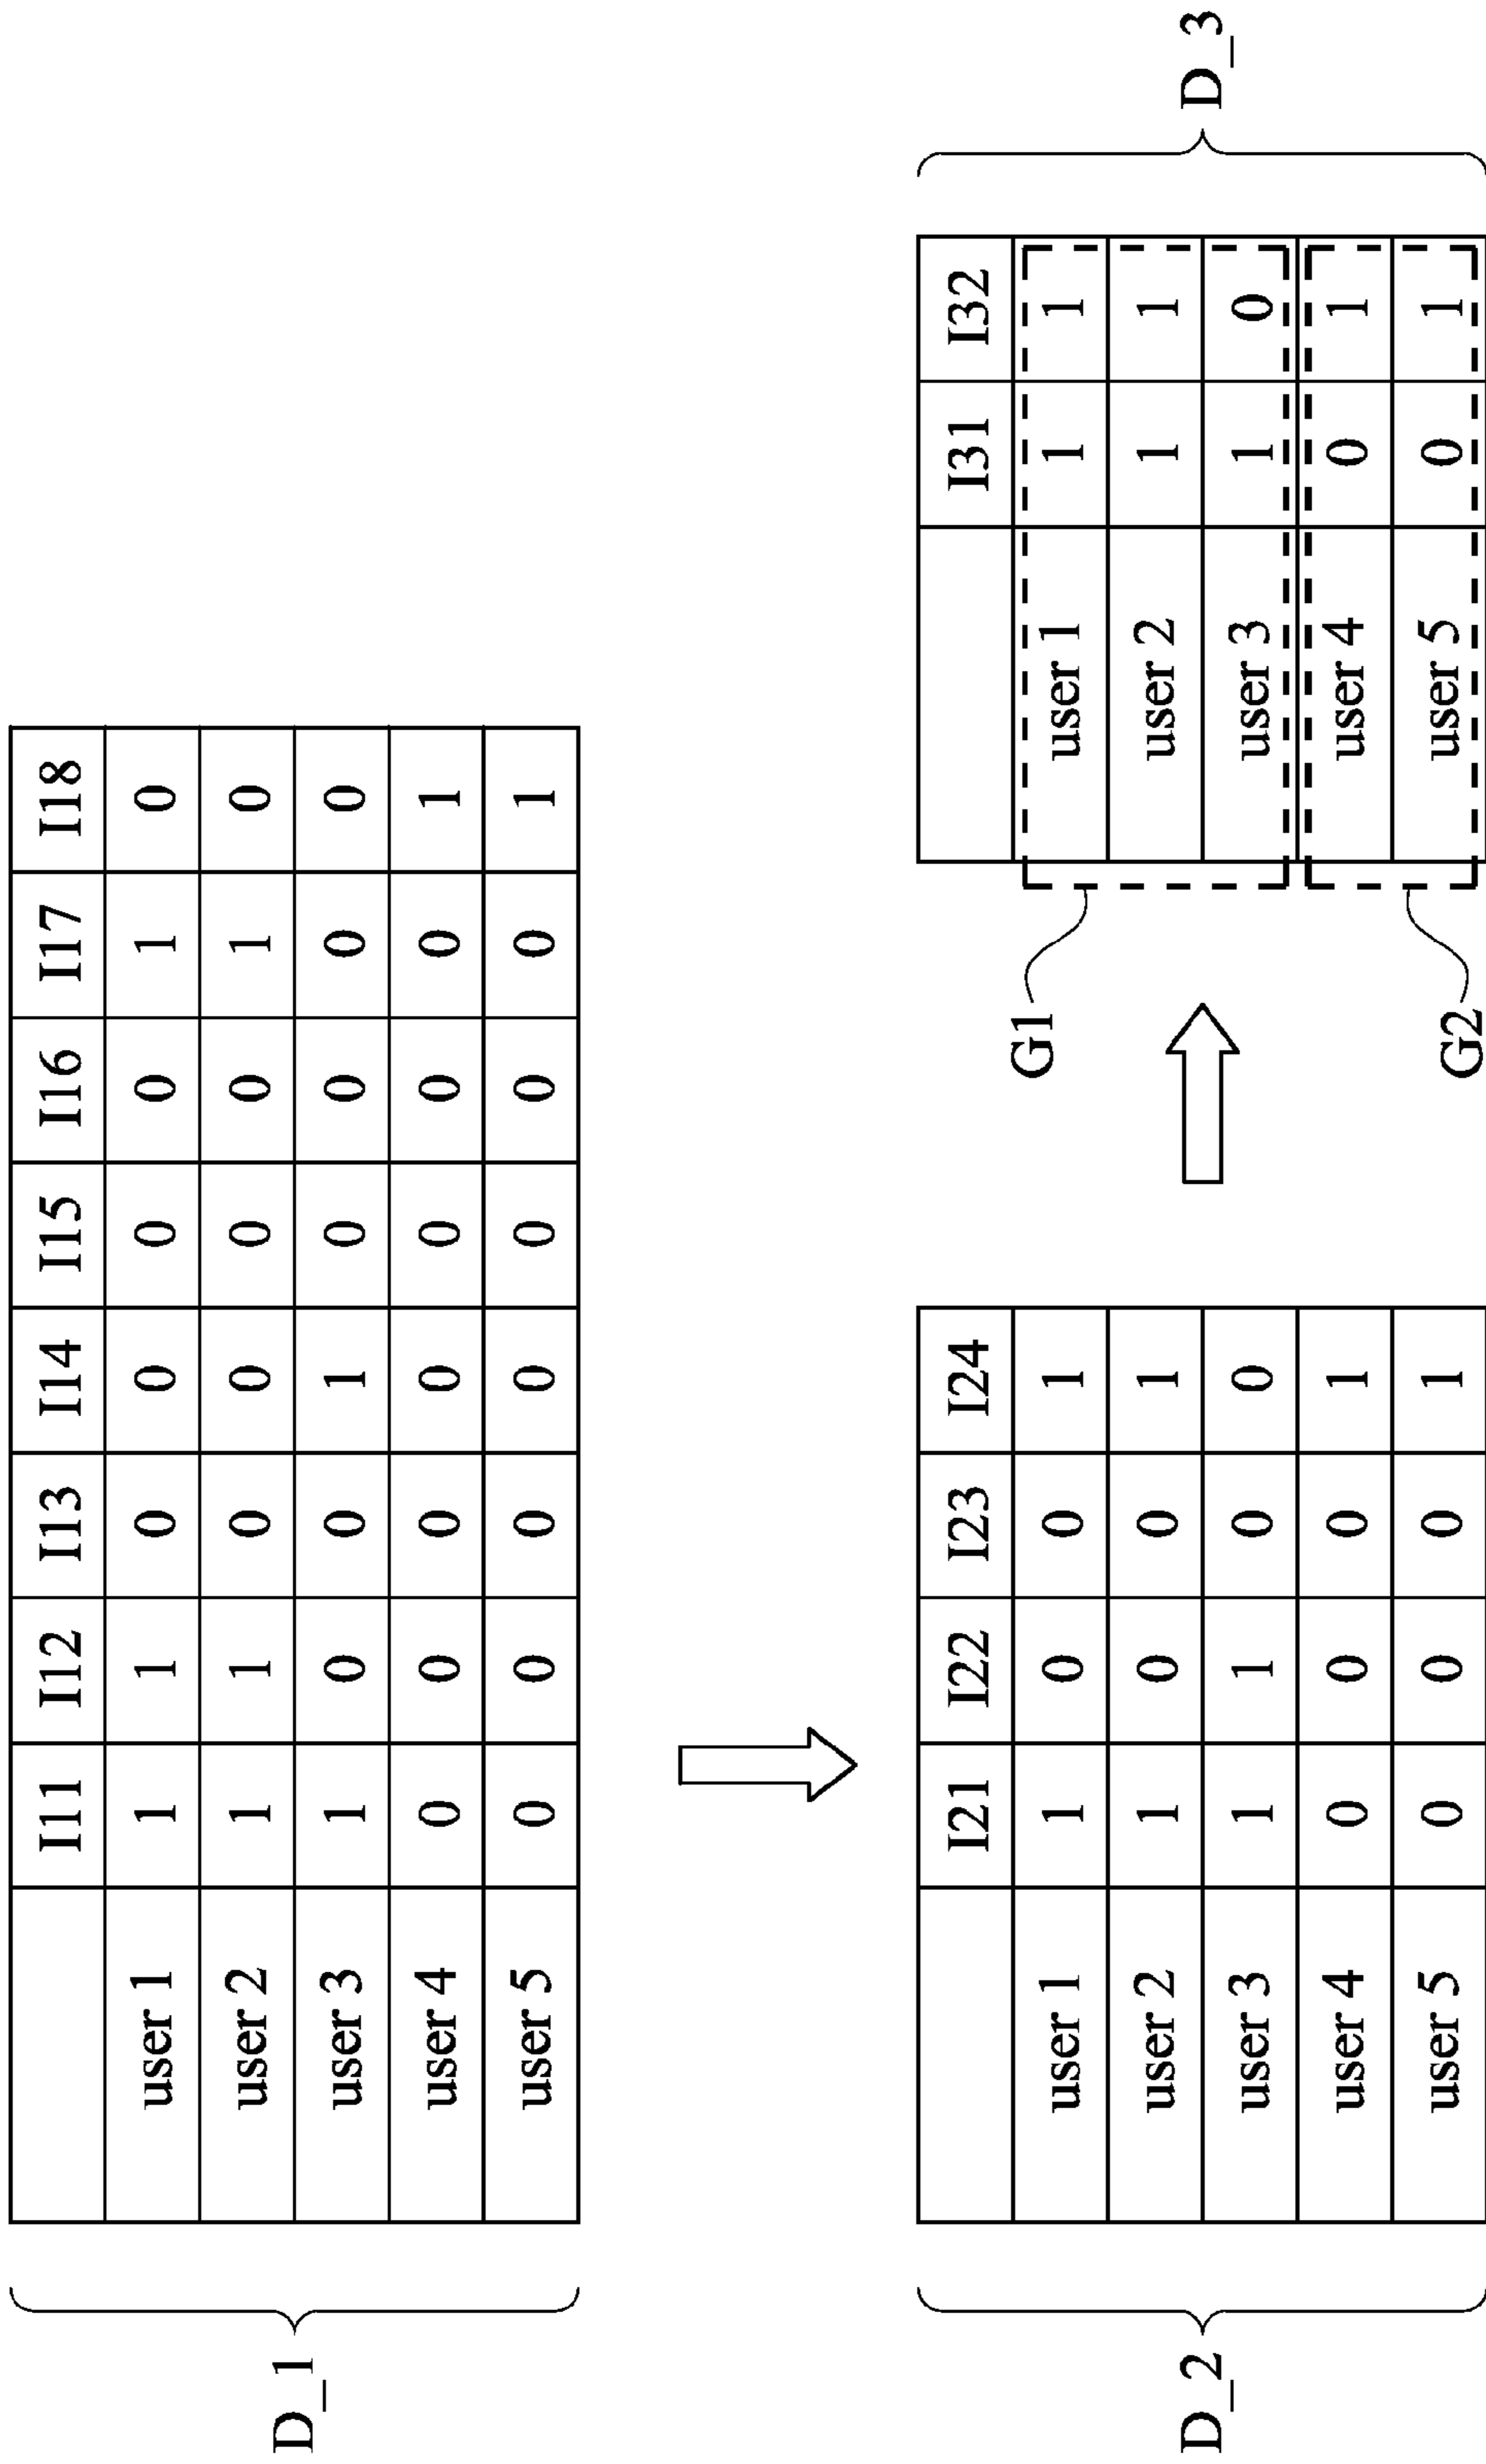 D_1
I11 I12 I13 I14 I15 I16 I17 I18
user 1 1 1 0 0 0 0 1 0
user 2 1 1 0 0 0 0 1 0
user 3 1 0 0 1 0 0 0 0
user 4 0 0 0 0 0 0 0 1
user 5 0 0 0 0 0 0 0 1
D_2
I21 I22 I23 I24
user 1 1 0 0 1
user 2 1 0 0 1
user 3 1 1 0 0
user 4 0 0 0 1
user 5 0 0 0 1
G1
G2
I31 I32
user 1 1 1
user 2 1 1
user 3 1 0
user 4 0 1
user 5 0 1
D_3